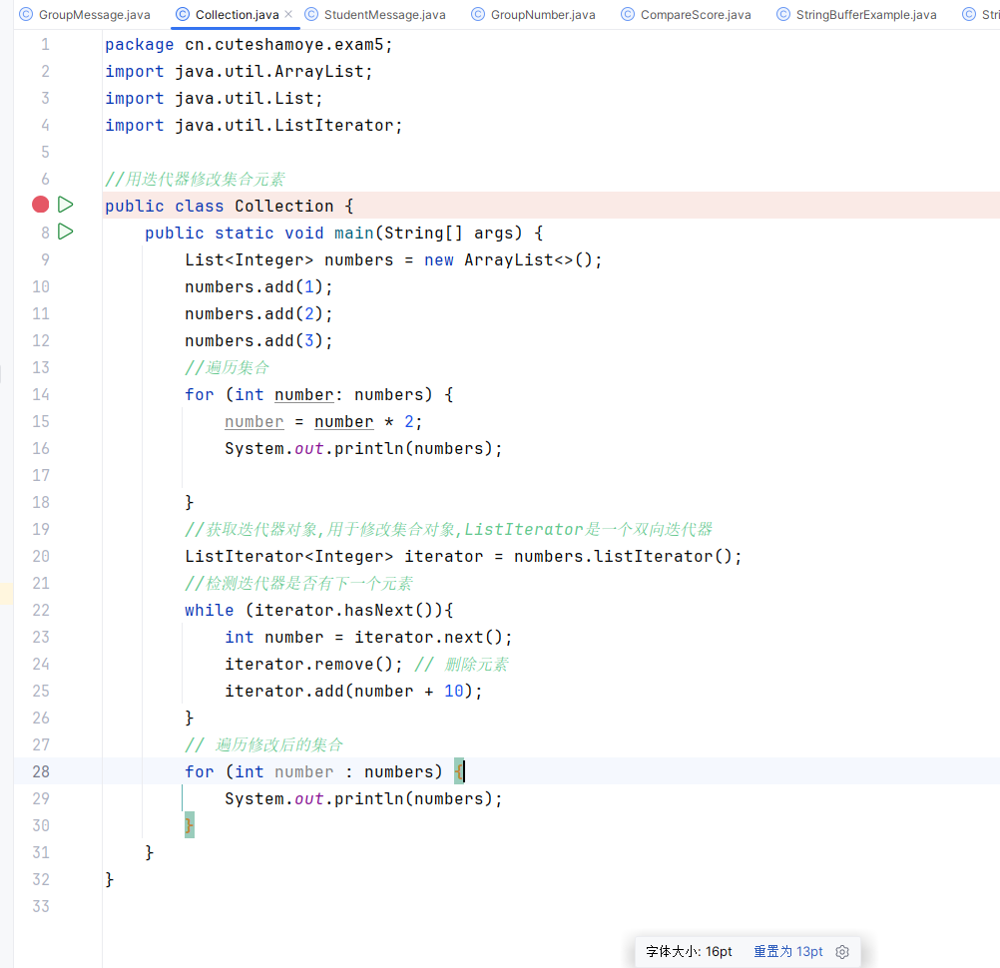 GroupMessage.java Collection.java StudentMessage.java GroupNumber.java CompareScore.java StringBufferExample.java Stri
1 package cn.cuteshamoye.exam5;
2 import java.util.ArrayList;
3 import java.util.List;
4 import java.util.ListIterator;
5
6 //用迭代器修改集合元素
public class Collection {
8 public static void main(String[] args) {
9 List<Integer> numbers = new ArrayList<>();
10 numbers.add(1);
11 numbers.add(2);
12 numbers.add(3);
13 //遍历集合
14 for (int number: numbers) {
15 number = number * 2;
16 System.out.println(numbers);
17
18 }
19 //获取迭代器对象,用于修改集合对象,ListIterator是一个双向迭代器
20 ListIterator<Integer> iterator = numbers.listIterator();
21 //检测迭代器是否有下一个元素
22 while (iterator.hasNext()){
23 int number = iterator.next();
24 iterator.remove(); // 删除元素
25 iterator.add(number + 10);
26 }
27 // 遍历修改后的集合
28 for (int number : numbers) {
29 System.out.println(numbers);
30 }
31 }
32 }
33
字体大小: 16pt 重置为 13pt